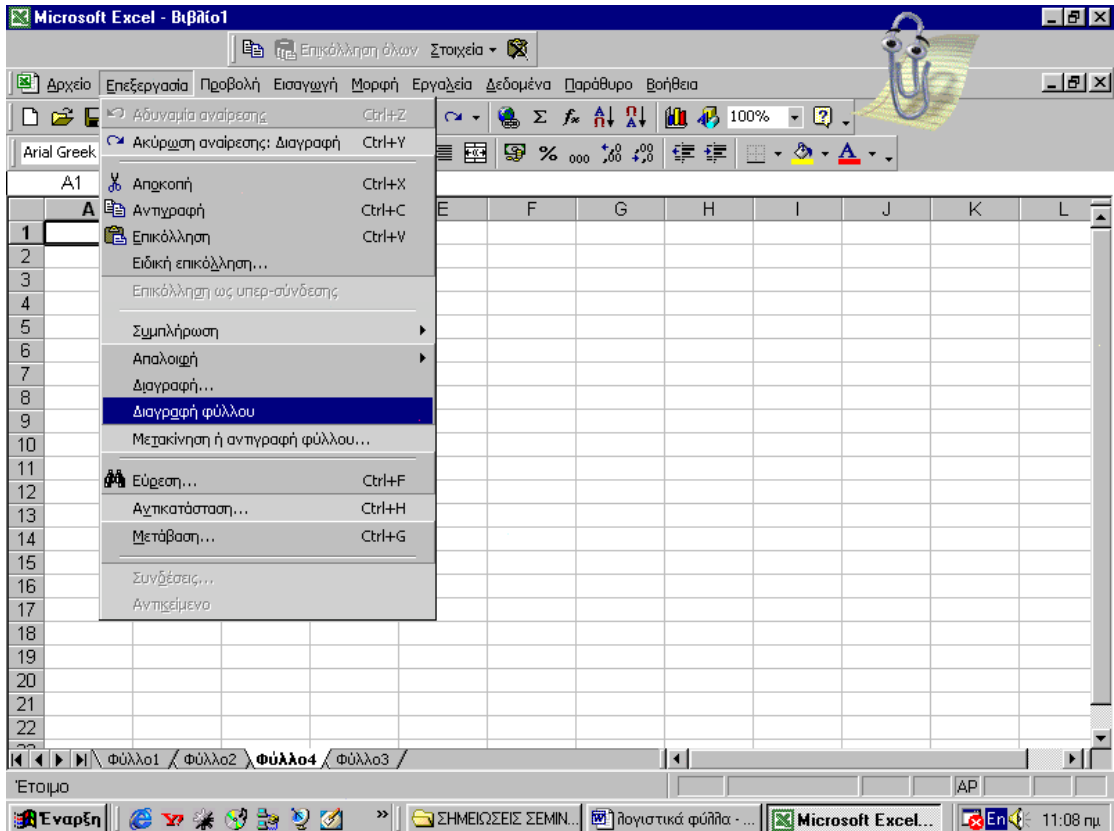 Microsoft Excel - Βιβλίο1
Επικόλληση όλων Στοιχεία
Αρχείο Επεξεργασία Προβολή Εισαγωγή Μορφή Εργαλεία Δεδομένα Παράθυρο Βοήθεια
100%
Arial Greek
% 000
A1
Αδυναμία αναίρεσης Ctrl+Z
Ακύρωση αναίρεσης: Διαγραφή Ctrl+Y
Αποκοπή Ctrl+X
Αντιγραφή Ctrl+C
Επικόλληση Ctrl+V
Ειδική επικόλληση...
Επικόλληση ως υπερ-σύνδεσης
Συμπλήρωση
Απαλοιφή
Διαγραφή...
Διαγραφή φύλλου
Μετακίνηση ή αντιγραφή φύλλου...
Εύρεση... Ctrl+F
Αντικατάσταση... Ctrl+H
Μετάβαση... Ctrl+G
Συνδέσεις...
Αντικείμενο
A E F G H I J K L
1
2
3
4
5
6
7
8
9
10
11
12
13
14
15
16
17
18
19
20
21
22
Φύλλο1 Φύλλο2 Φύλλο4 Φύλλο3
Έτοιμο
AP
Έναρξη ΣΗΜΕΙΩΣΕΙΣ ΣΕΜΙΝ... λογιστικά φύλλα - ... Microsoft Excel... En 11:08 πμ